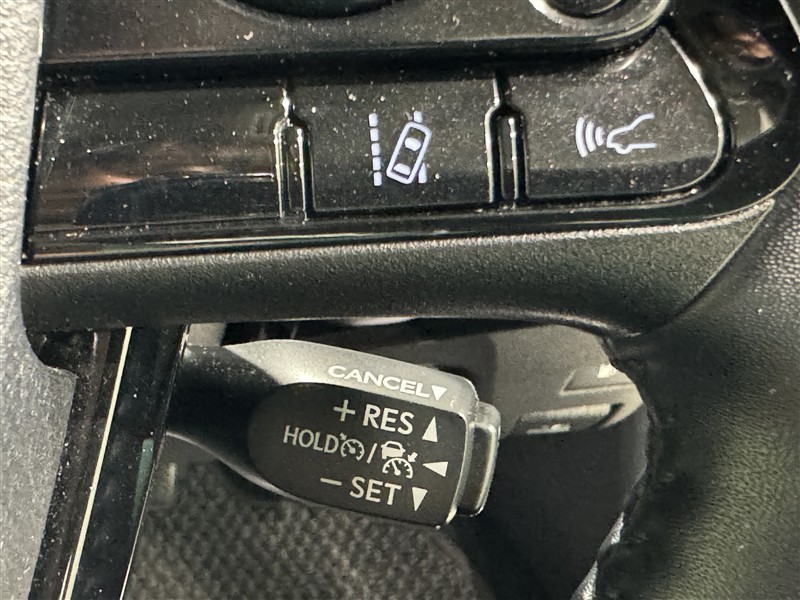 CANCEL▼
+ RES ▲
HOLD / ◀
− SET ▼